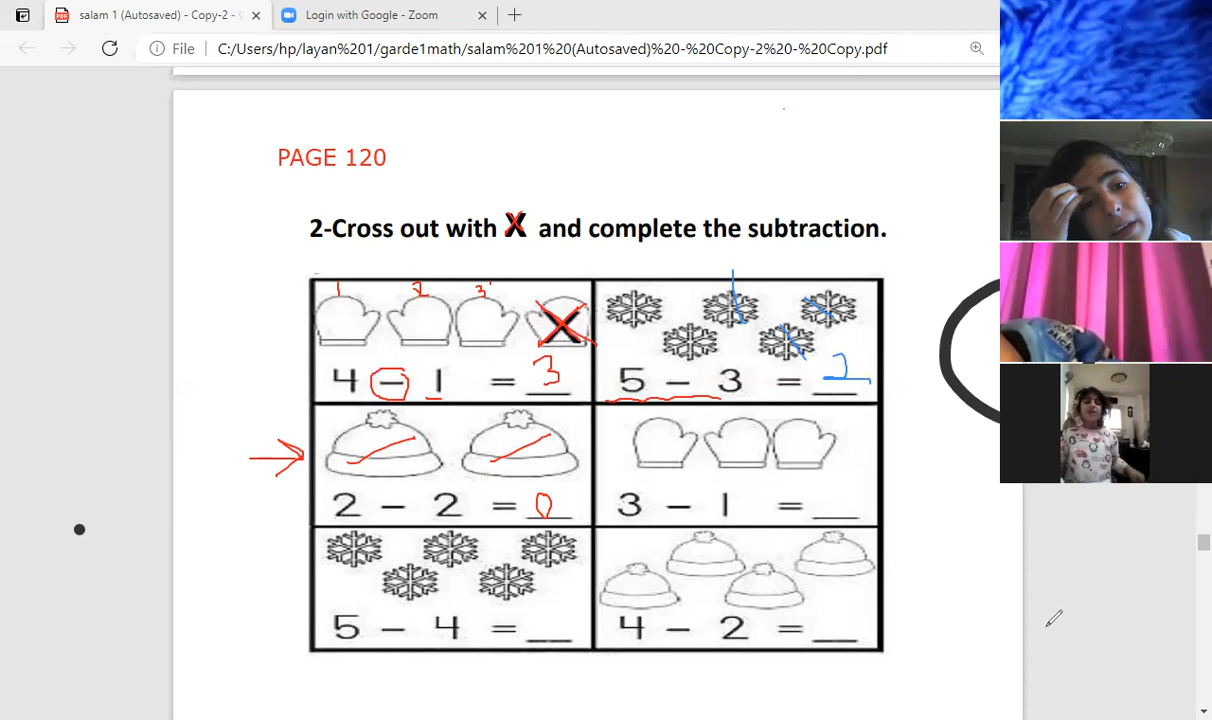 salam 1 (Autosaved) - Copy-2 - C
Login with Google - Zoom
File C:/Users/hp/layan%201/garde1math/salam%201%20(Autosaved)%20-%20Copy-2%20-%20Copy.pdf
PAGE 120
2-Cross out with X and complete the subtraction.
1 2 3
X
4 - 1 = 3
5 - 3 = 2
2 - 2 = 0
3 - 1 = __
5 - 4 = __
4 - 2 = __